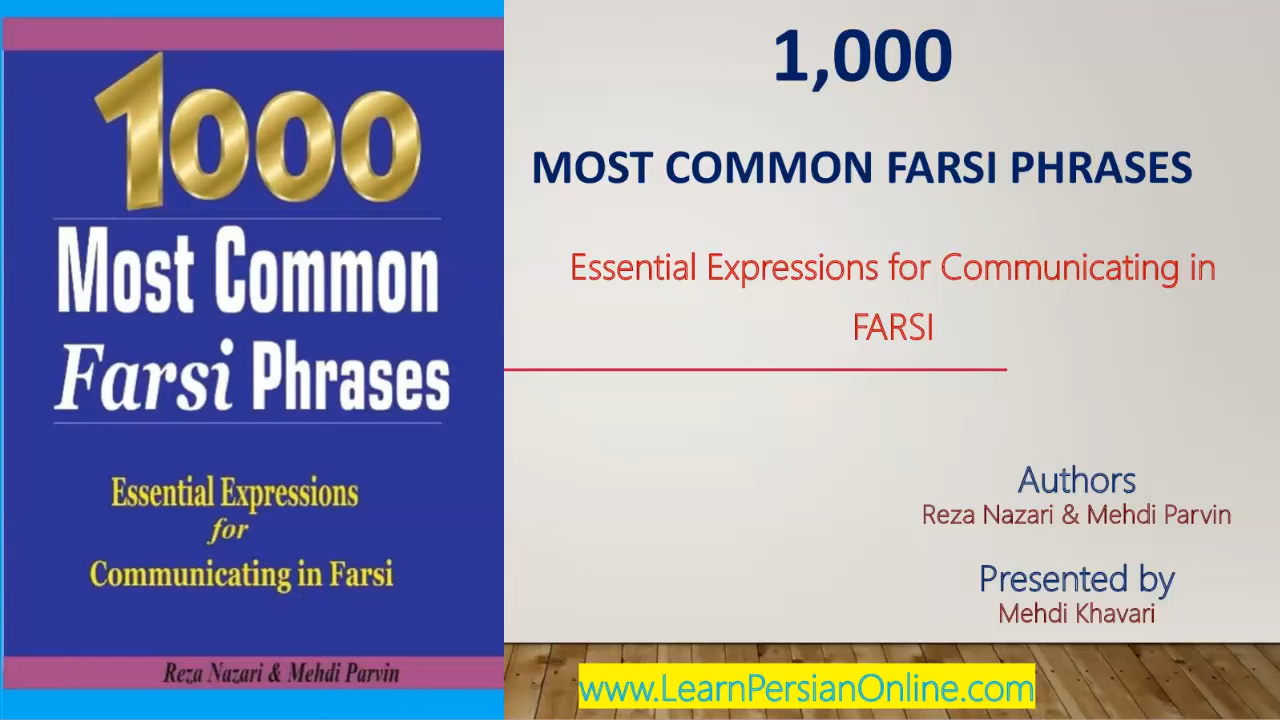 1000
Most Common
Farsi Phrases
Essential Expressions
for
Communicating in Farsi
Reza Nazari & Mehdi Parvin
1,000
MOST COMMON FARSI PHRASES
Essential Expressions for Communicating in
FARSI
Authors
Reza Nazari & Mehdi Parvin
Presented by
Mehdi Khavari
www.LearnPersianOnline.com